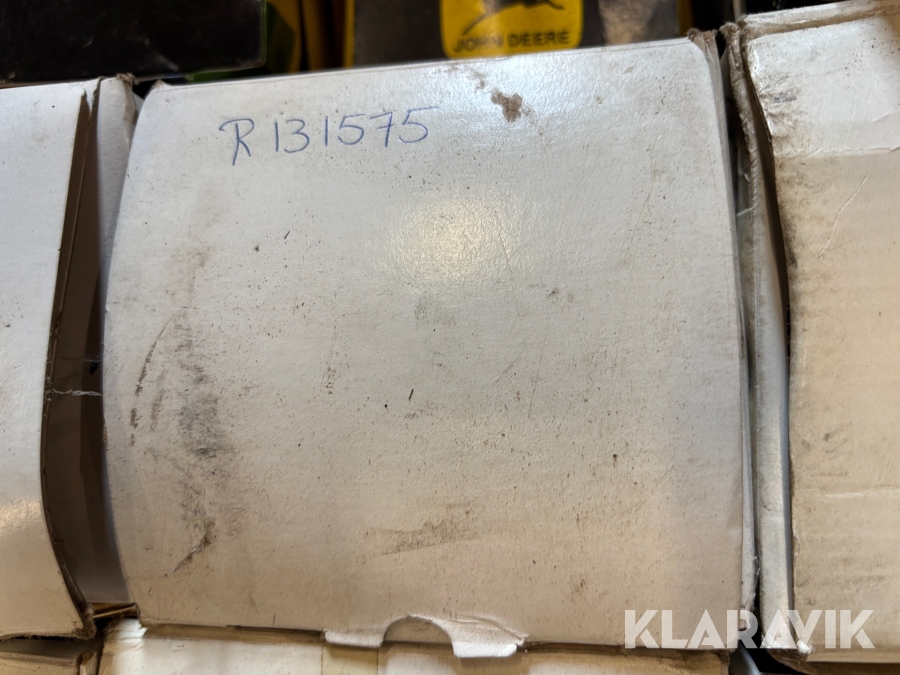 JOHN DEERE
R131575
KLARAVIK